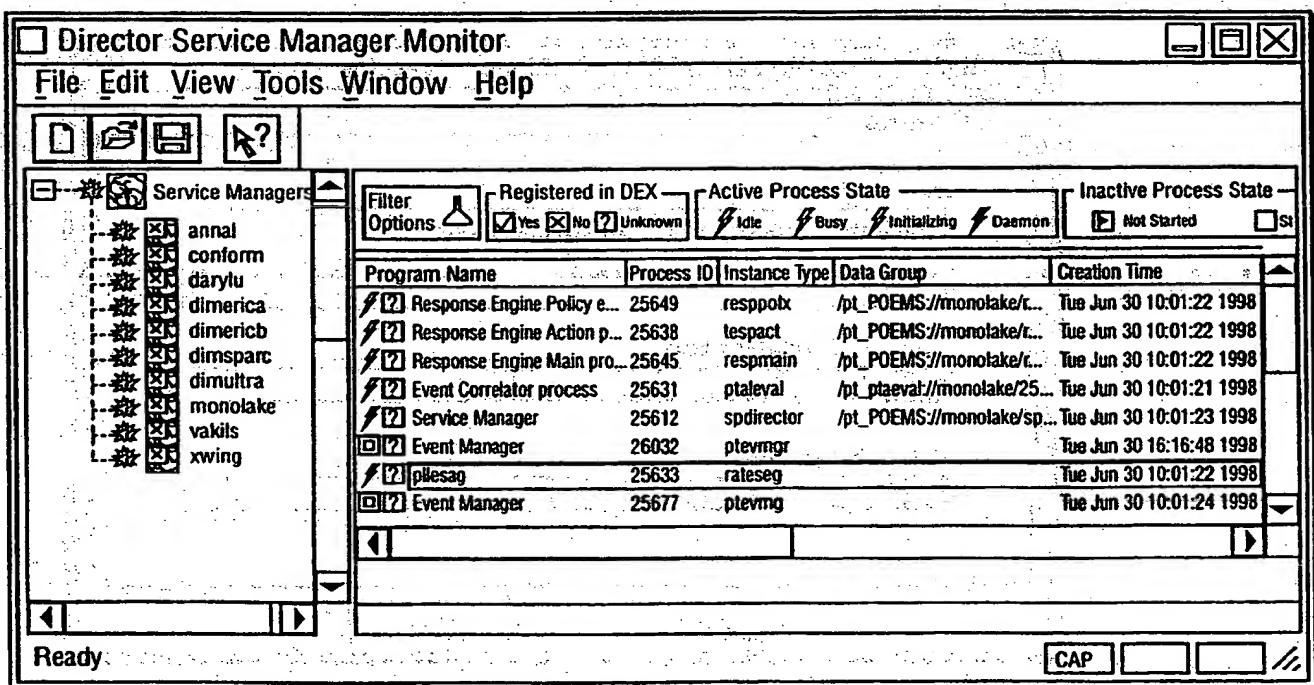 Director Service Manager Monitor
File Edit View Tools Window Help
Service Managers
annal
conform
darylu
dimerica
dimericb
dimsparc
dimultra
monolake
vakils
xwing
Filter Options
Registered in DEX
Yes No ? Unknown
Active Process State
Idle Busy Initializing Daemon
Inactive Process State
Not Started St
Program Name Process ID Instance Type Data Group Creation Time
? Response Engine Policy e... 25649 resppolx /pt_POEMS://monolake/r... Tue Jun 30 10:01:22 1998
? Response Engine Action p... 25638 tespact /pt_POEMS://monolake/r... Tue Jun 30 10:01:22 1998
? Response Engine Main pro... 25645 respmain /pt_POEMS://monolake/r... Tue Jun 30 10:01:22 1998
? Event Correlator process 25631 ptaleval /pt_ptaeval://monolake/25... Tue Jun 30 10:01:21 1998
? Service Manager 25612 spdirector /pt_POEMS://monolake/sp... Tue Jun 30 10:01:23 1998
? Event Manager 26032 ptevmgr Tue Jun 30 16:16:48 1998
? pilesag 25633 rateseg Tue Jun 30 10:01:22 1998
? Event Manager 25677 ptevmg Tue Jun 30 10:01:24 1998
Ready CAP